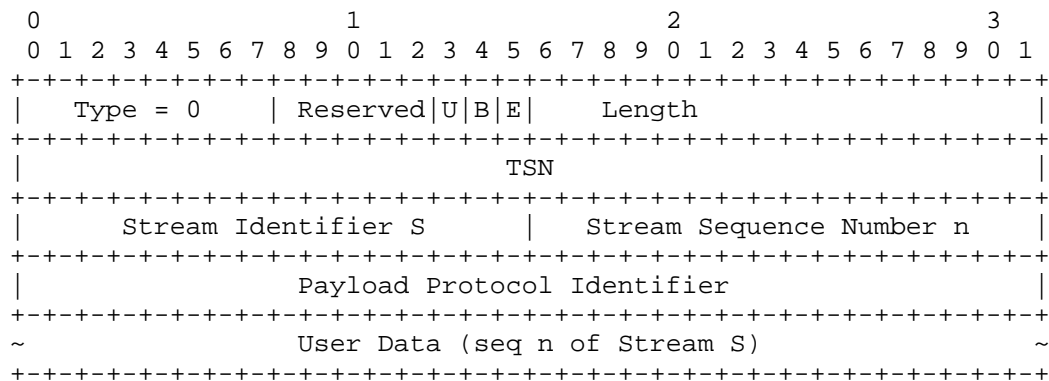 0                   1                   2                   3
 0 1 2 3 4 5 6 7 8 9 0 1 2 3 4 5 6 7 8 9 0 1 2 3 4 5 6 7 8 9 0 1
+-+-+-+-+-+-+-+-+-+-+-+-+-+-+-+-+-+-+-+-+-+-+-+-+-+-+-+-+-+-+-+-+
|   Type = 0    | Reserved|U|B|E|    Length                     |
+-+-+-+-+-+-+-+-+-+-+-+-+-+-+-+-+-+-+-+-+-+-+-+-+-+-+-+-+-+-+-+-+
|                              TSN                              |
+-+-+-+-+-+-+-+-+-+-+-+-+-+-+-+-+-+-+-+-+-+-+-+-+-+-+-+-+-+-+-+-+
|      Stream Identifier S      |   Stream Sequence Number n    |
+-+-+-+-+-+-+-+-+-+-+-+-+-+-+-+-+-+-+-+-+-+-+-+-+-+-+-+-+-+-+-+-+
|                 Payload Protocol Identifier                   |
+-+-+-+-+-+-+-+-+-+-+-+-+-+-+-+-+-+-+-+-+-+-+-+-+-+-+-+-+-+-+-+-+
~                 User Data (seq n of Stream S)                 ~
+-+-+-+-+-+-+-+-+-+-+-+-+-+-+-+-+-+-+-+-+-+-+-+-+-+-+-+-+-+-+-+-+